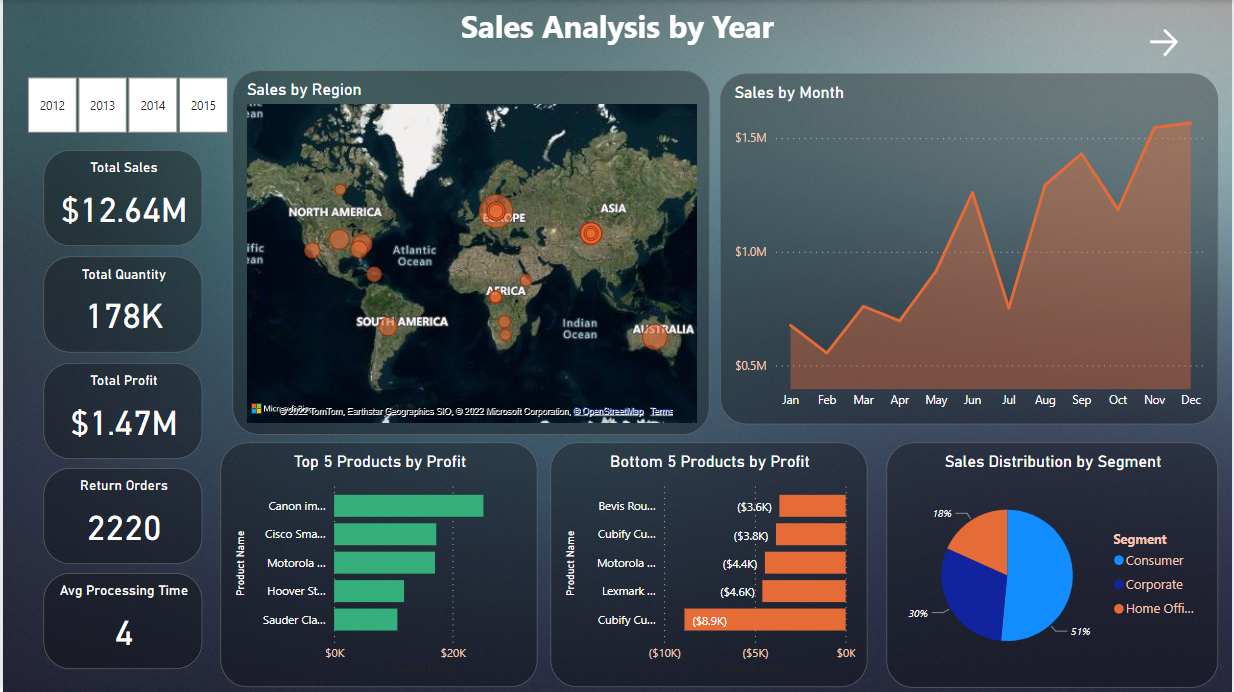 Sales Analysis by Year
2012
2013
2014
2015
Total Sales
$12.64M
Total Quantity
178K
Total Profit
$1.47M
Return Orders
2220
Avg Processing Time
4
Sales by Region
NORTH AMERICA
EUROPE
ASIA
Atlantic
Ocean
AFRICA
SOUTH AMERICA
Indian
Ocean
AUSTRALIA
© 2022 TomTom, Earthstar Geographics SIO, © 2022 Microsoft Corporation, © OpenStreetMap Terms
Sales by Month
$1.5M
$1.0M
$0.5M
Jan Feb Mar Apr May Jun Jul Aug Sep Oct Nov Dec
Top 5 Products by Profit
Product Name
Canon im...
Cisco Sma...
Motorola ...
Hoover St...
Sauder Cla...
$0K $20K
Bottom 5 Products by Profit
Product Name
Bevis Rou... ($3.6K)
Cubify Cu... ($3.8K)
Motorola ... ($4.4K)
Lexmark ... ($4.6K)
Cubify Cu... ($8.9K)
($10K) ($5K) $0K
Sales Distribution by Segment
18%
30%
51%
Segment
Consumer
Corporate
Home Offi...